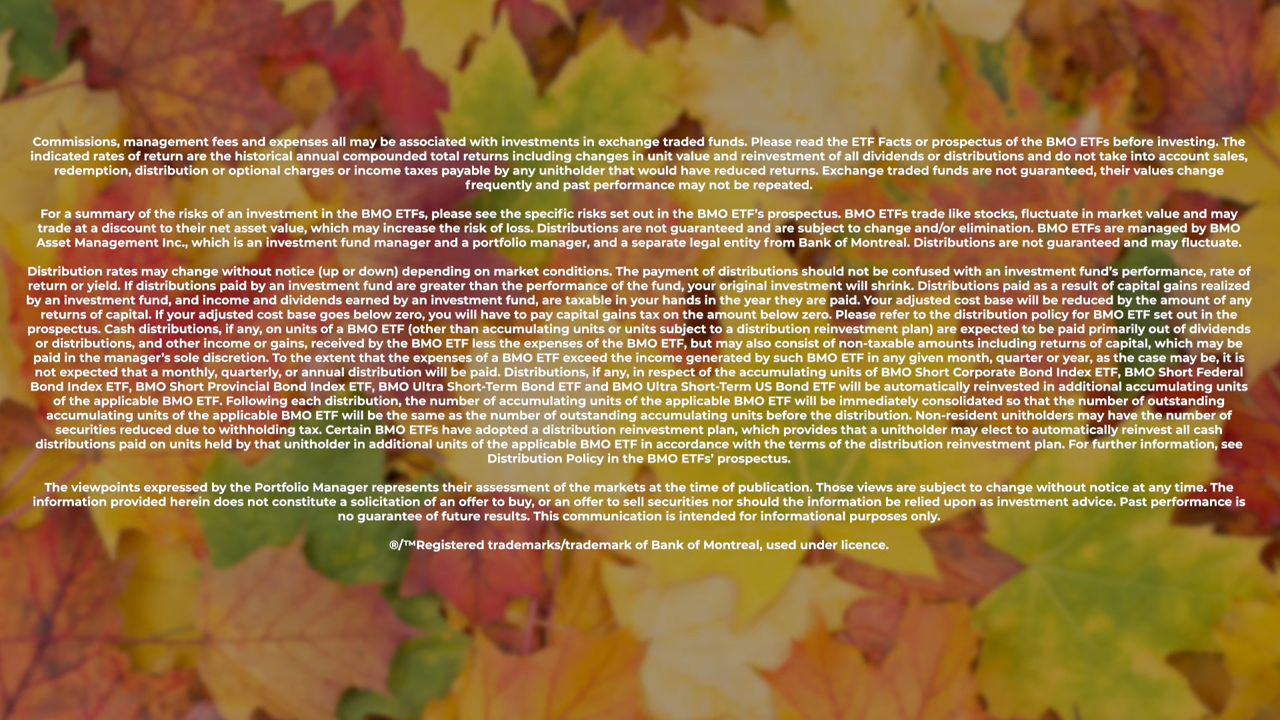 Commissions, management fees and expenses all may be associated with investments in exchange traded funds. Please read the ETF Facts or prospectus of the BMO ETFs before investing. The
indicated rates of return are the historical annual compounded total returns including changes in unit value and reinvestment of all dividends or distributions and do not take into account sales,
redemption, distribution or optional charges or income taxes payable by any unitholder that would have reduced returns. Exchange traded funds are not guaranteed, their values change
frequently and past performance may not be repeated.
For a summary of the risks of an investment in the BMO ETFs, please see the specific risks set out in the BMO ETF's prospectus. BMO ETFs trade like stocks, fluctuate in market value and may
trade at a discount to their net asset value, which may increase the risk of loss. Distributions are not guaranteed and are subject to change and/or elimination. BMO ETFs are managed by BMO
Asset Management Inc., which is an investment fund manager and a portfolio manager, and a separate legal entity from Bank of Montreal. Distributions are not guaranteed and may fluctuate.
Distribution rates may change without notice (up or down) depending on market conditions. The payment of distributions should not be confused with an investment fund's performance, rate of
return or yield. If distributions paid by an investment fund are greater than the performance of the fund, your original investment will shrink. Distributions paid as a result of capital gains realized
by an investment fund, and income and dividends earned by an investment fund, are taxable in your hands in the year they are paid. Your adjusted cost base will be reduced by the amount of any
returns of capital. If your adjusted cost base goes below zero, you will have to pay capital gains tax on the amount below zero. Please refer to the distribution policy for BMO ETF set out in the
prospectus. Cash distributions, if any, on units of a BMO ETF (other than accumulating units or units subject to a distribution reinvestment plan) are expected to be paid primarily out of dividends
or distributions, and other income or gains, received by the BMO ETF less the expenses of the BMO ETF, but may also consist of non-taxable amounts including returns of capital, which may be
paid in the manager's sole discretion. To the extent that the expenses of a BMO ETF exceed the income generated by such BMO ETF in any given month, quarter or year, as the case may be, it is
not expected that a monthly, quarterly, or annual distribution will be paid. Distributions, if any, in respect of the accumulating units of BMO Short Corporate Bond Index ETF, BMO Short Federal
Bond Index ETF, BMO Short Provincial Bond Index ETF, BMO Ultra Short-Term Bond ETF and BMO Ultra Short-Term US Bond ETF will be automatically reinvested in additional accumulating units
of the applicable BMO ETF. Following each distribution, the number of accumulating units of the applicable BMO ETF will be immediately consolidated so that the number of outstanding
accumulating units of the applicable BMO ETF will be the same as the number of outstanding accumulating units before the distribution. Non-resident unitholders may have the number of
securities reduced due to withholding tax. Certain BMO ETFs have adopted a distribution reinvestment plan, which provides that a unitholder may elect to automatically reinvest all cash
distributions paid on units held by that unitholder in additional units of the applicable BMO ETF in accordance with the terms of the distribution reinvestment plan. For further information, see
Distribution Policy in the BMO ETFs' prospectus.
The viewpoints expressed by the Portfolio Manager represents their assessment of the markets at the time of publication. Those views are subject to change without notice at any time. The
information provided herein does not constitute a solicitation of an offer to buy, or an offer to sell securities nor should the information be relied upon as investment advice. Past performance is
no guarantee of future results. This communication is intended for informational purposes only.
®/™Registered trademarks/trademark of Bank of Montreal, used under licence.